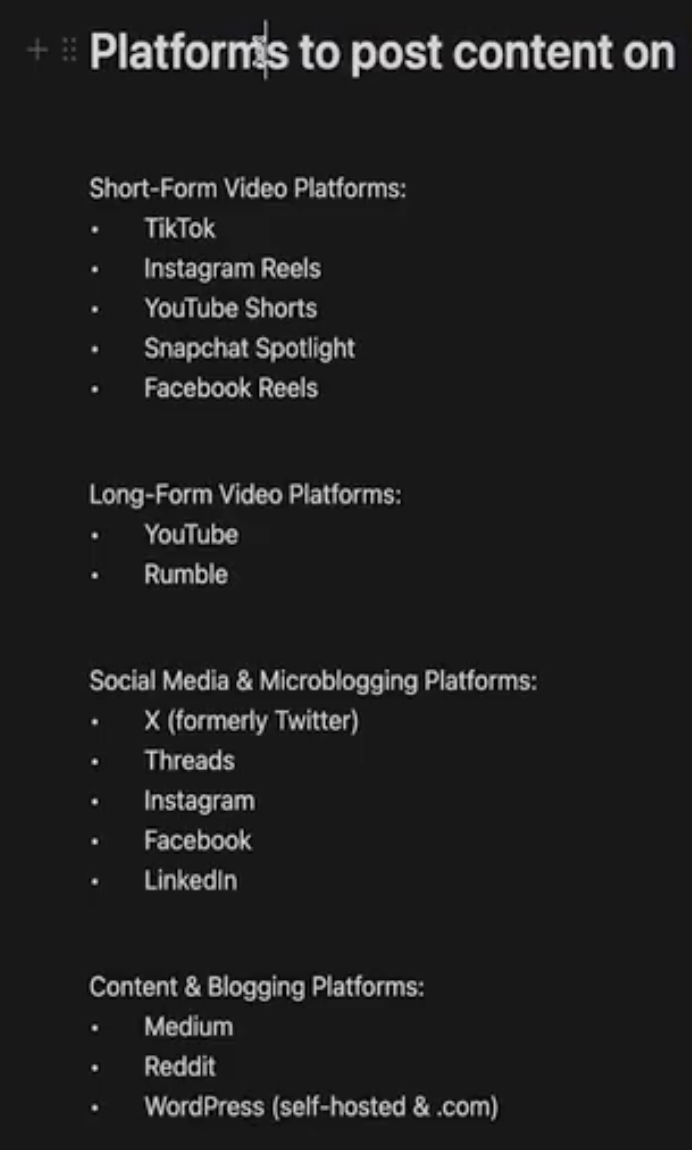 Platforms to post content on
Short-Form Video Platforms:
• TikTok
• Instagram Reels
• YouTube Shorts
• Snapchat Spotlight
• Facebook Reels
Long-Form Video Platforms:
• YouTube
• Rumble
Social Media & Microblogging Platforms:
• X (formerly Twitter)
• Threads
• Instagram
• Facebook
• LinkedIn
Content & Blogging Platforms:
• Medium
• Reddit
• WordPress (self-hosted & .com)